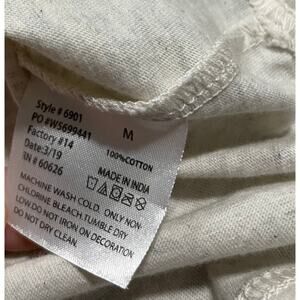 Style # 6901
PO #WS699441
Factory #14
Date:3/19
RN # 60626
M
100%COTTON
MADE IN INDIA
MACHINE WASH COLD. ONLY NON-
CHLORINE BLEACH.TUMBLE DRY
LOW.DO NOT IRON ON DECORATION
DO NOT DRY CLEAN.